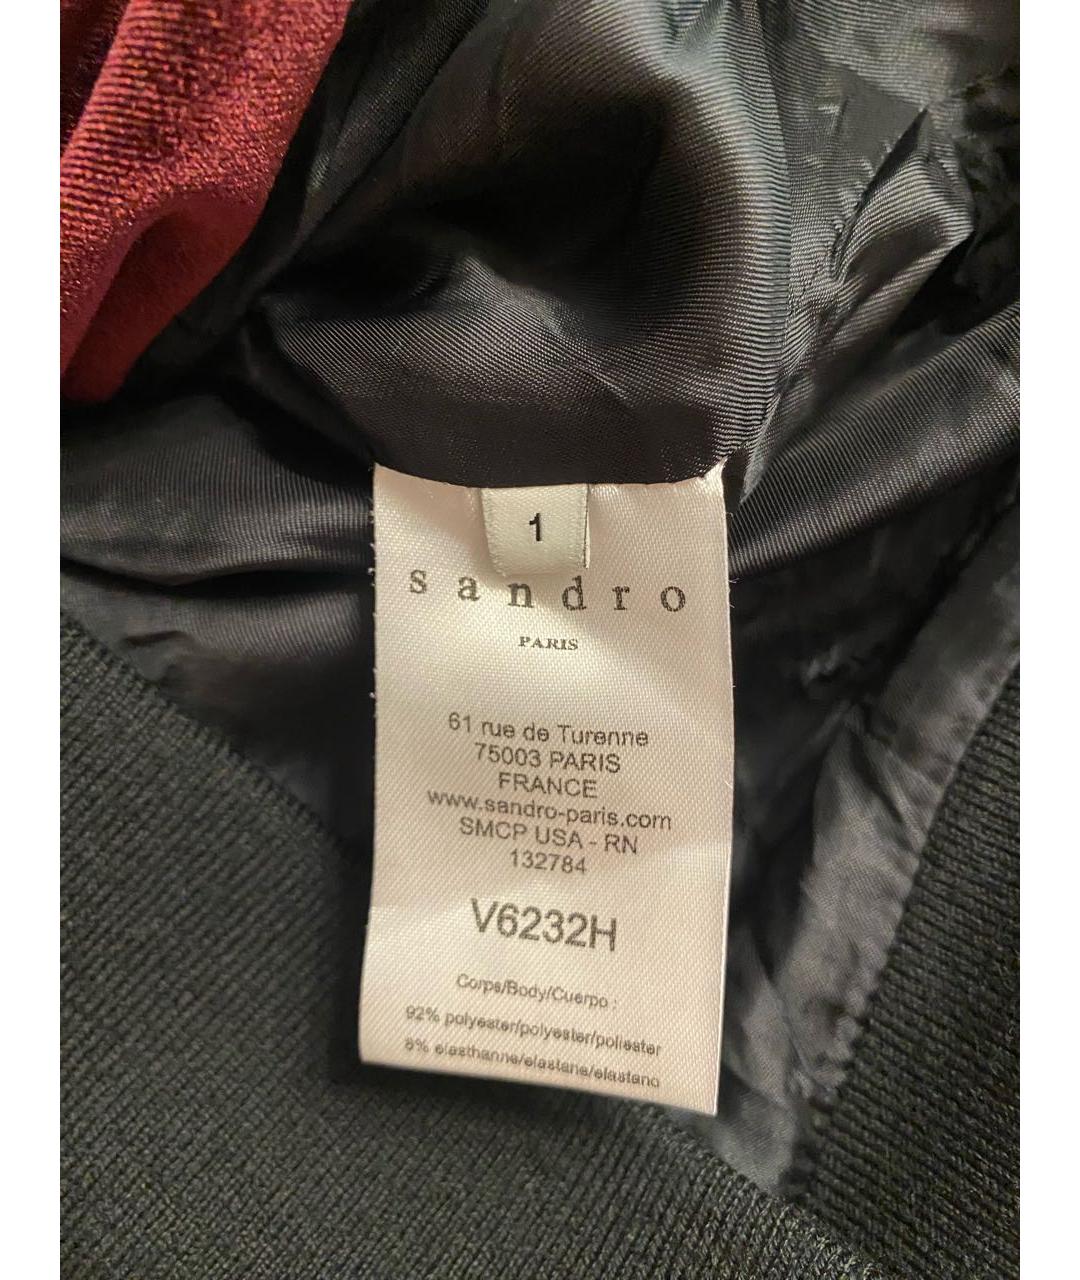 1
sandro
PARIS
61 rue de Turenne
75003 PARIS
FRANCE
www.sandro-paris.com
SMCP USA - RN
132784
V6232H
Corps/Body/Cuerpo :
92% polyester/polyester/poliester
8% elasthanne/elastane/elastano